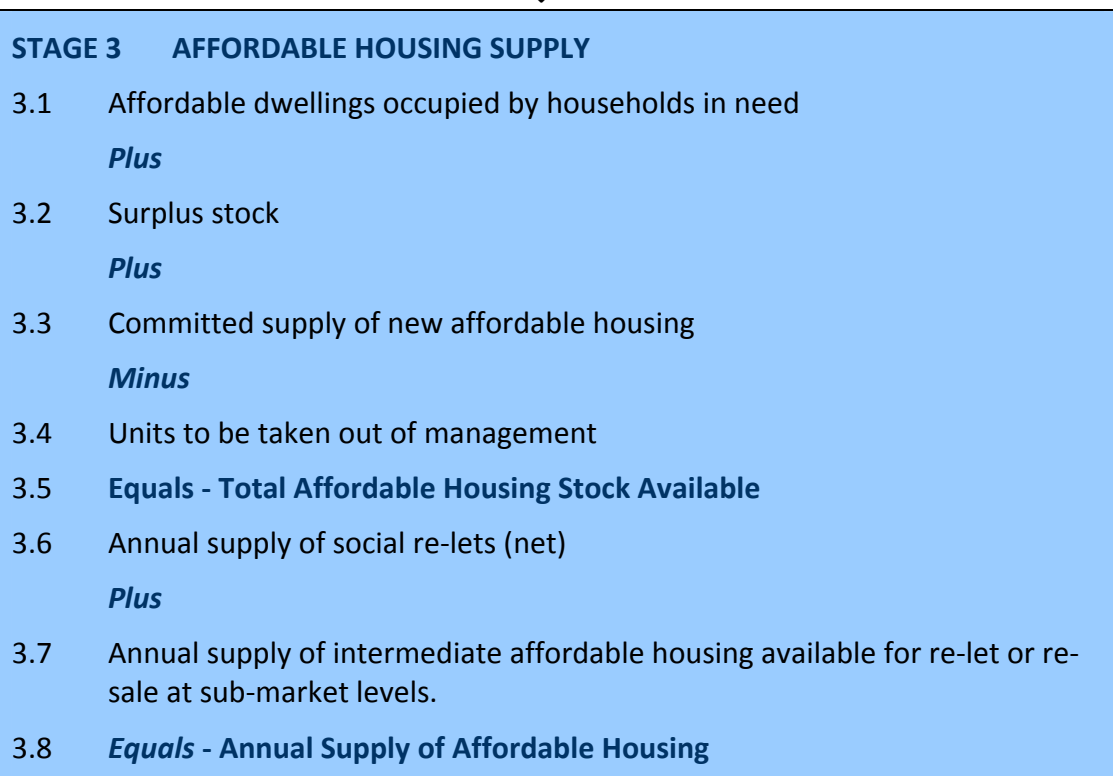 STAGE 3 AFFORDABLE HOUSING SUPPLY
3.1 Affordable dwellings occupied by households in need
Plus
3.2 Surplus stock
Plus
3.3 Committed supply of new affordable housing
Minus
3.4 Units to be taken out of management
3.5 Equals - Total Affordable Housing Stock Available
3.6 Annual supply of social re-lets (net)
Plus
3.7 Annual supply of intermediate affordable housing available for re-let or re-
sale at sub-market levels.
3.8 Equals - Annual Supply of Affordable Housing